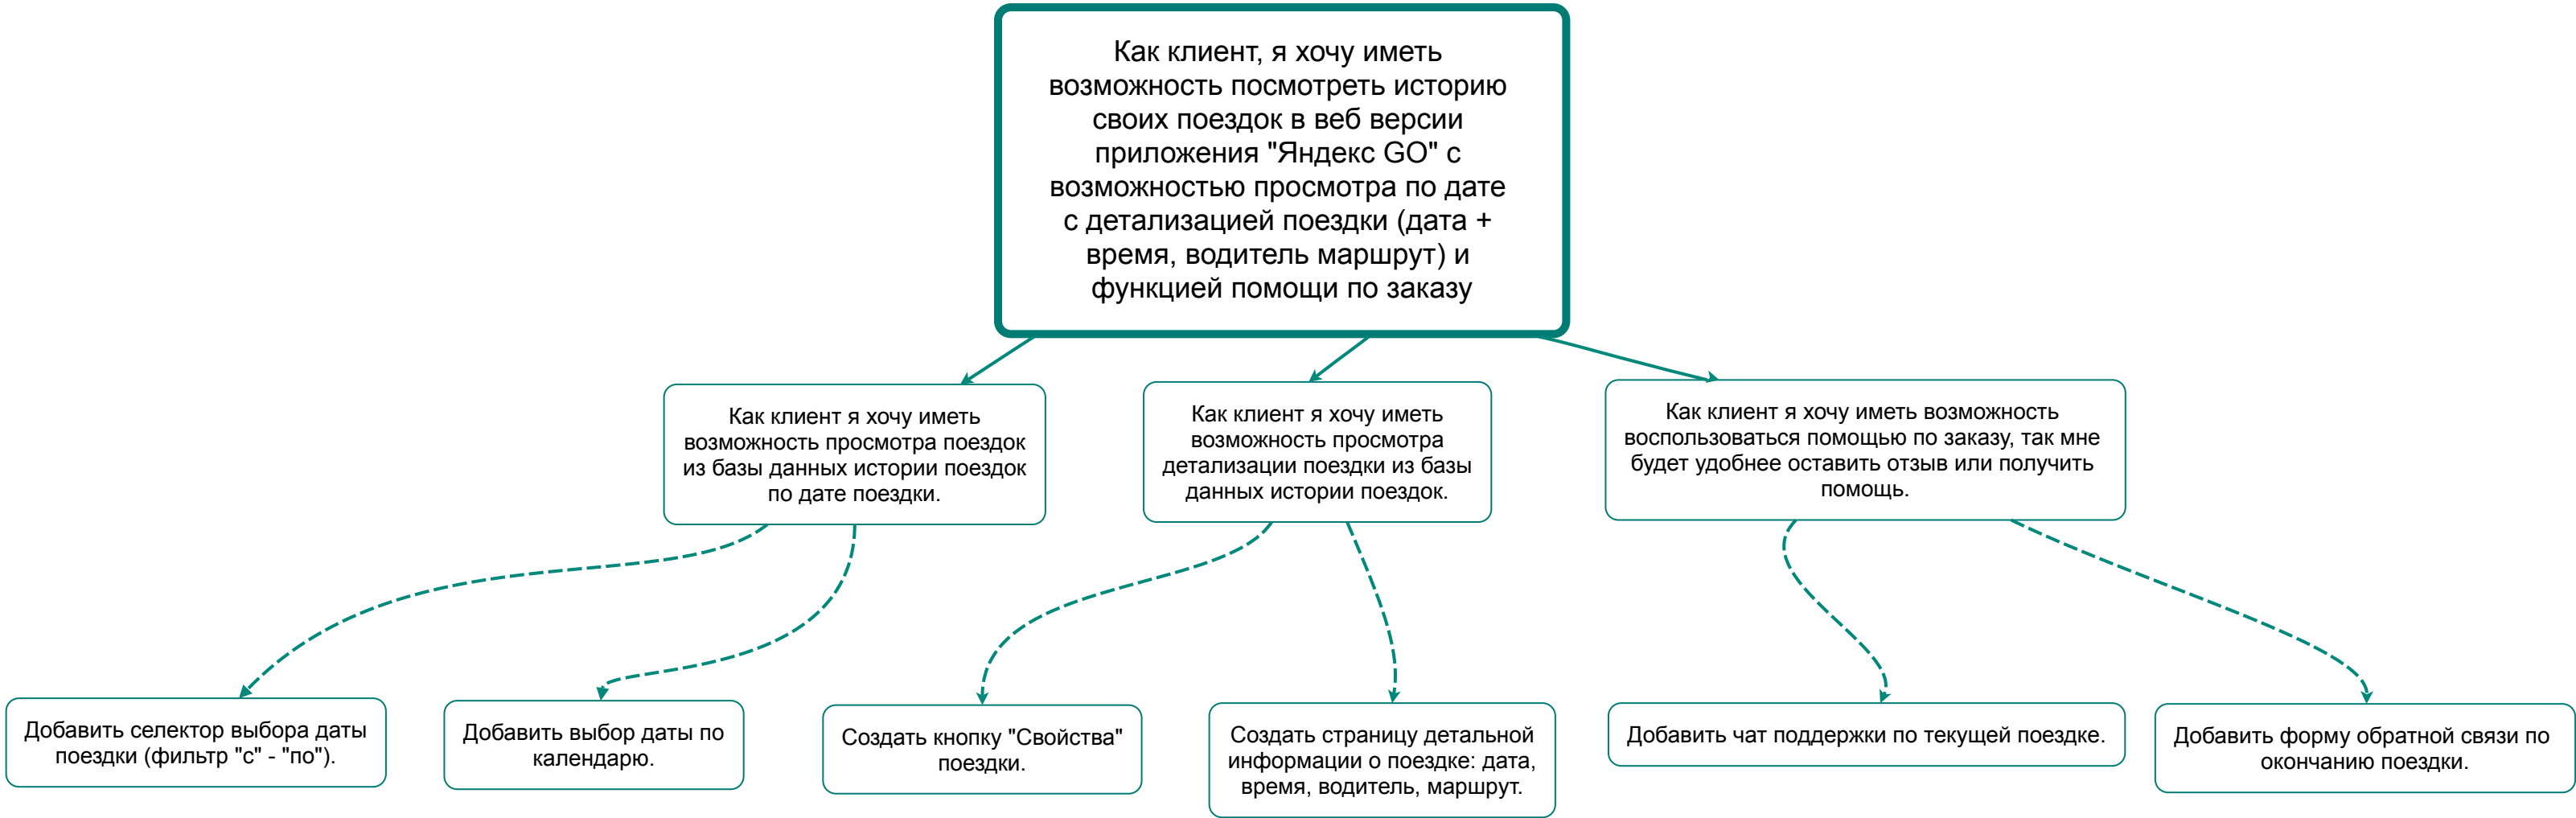 Как клиент, я хочу иметь
возможность посмотреть историю
своих поездок в веб версии
приложения "Яндекс GO" с
возможностью просмотра по дате
с детализацией поездки (дата +
время, водитель маршрут) и
функцией помощи по заказу
Как клиент я хочу иметь
возможность просмотра поездок
из базы данных истории поездок
по дате поездки.
Как клиент я хочу иметь
возможность просмотра
детализации поездки из базы
данных истории поездок.
Как клиент я хочу иметь возможность
воспользоваться помощью по заказу, так мне
будет удобнее оставить отзыв или получить
помощь.
Добавить селектор выбора даты
поездки (фильтр "с" - "по").
Добавить выбор даты по
календарю.
Создать кнопку "Свойства"
поездки.
Создать страницу детальной
информации о поездке: дата,
время, водитель, маршрут.
Добавить чат поддержки по текущей поездке.
Добавить форму обратной связи по
окончанию поездки.